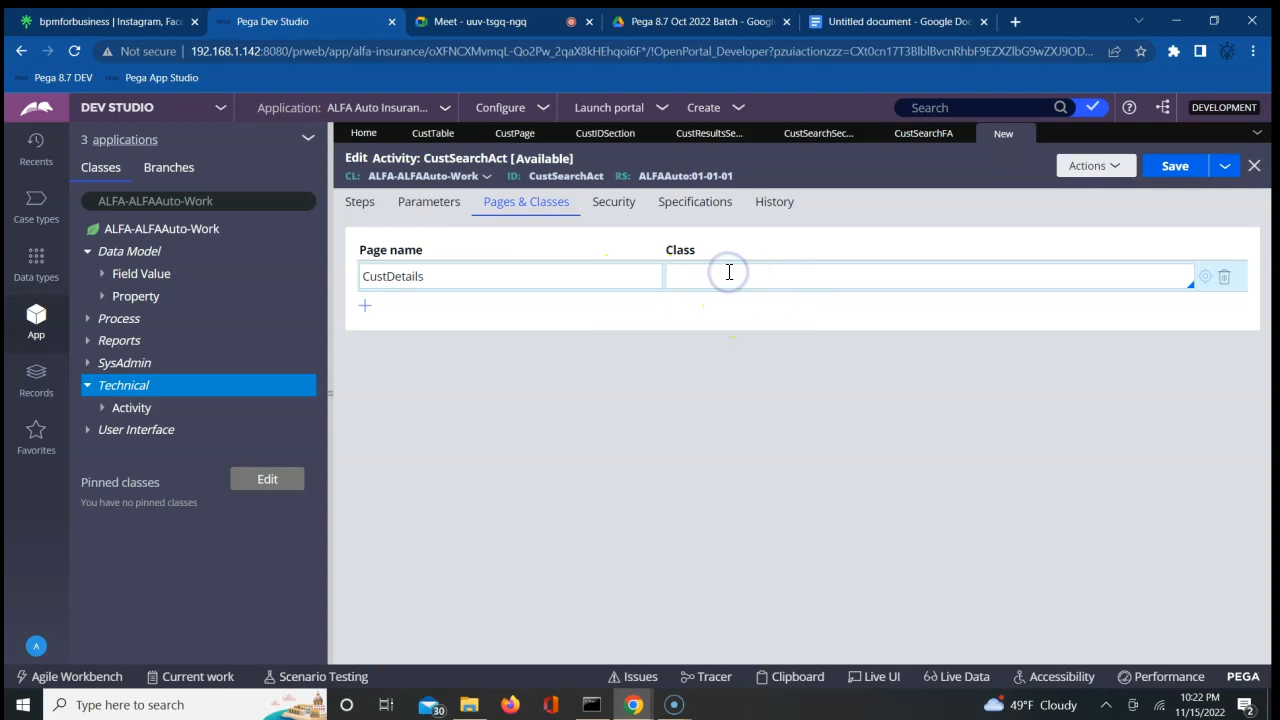 bpmforbusiness | Instagram, Face
Pega Dev Studio
Meet - uuv-tsgq-ngq
Pega 8.7 Oct 2022 Batch - Google
Untitled document - Google Doc
Not secure | 192.168.1.142:8080/prweb/app/alfa-insurance/oXFNCXMvmqL-Qo2Pw_2qaX8kHEhqoi6F*/!OpenPortal_Developer?pzuiactionzzz=CXt0cn17T3BlblBvcnRhbF9EZXZlbG9wZXJ9OD...
Pega 8.7 DEV
Pega App Studio
DEV STUDIO
Application: ALFA Auto Insuran...
Configure
Launch portal
Create
Search
DEVELOPMENT
Recents
Case types
Data types
App
Records
Favorites
A
3 applications
Classes
Branches
ALFA-ALFAAuto-Work
ALFA-ALFAAuto-Work
Data Model
Field Value
Property
Process
Reports
SysAdmin
Technical
Activity
User Interface
Pinned classes
Edit
You have no pinned classes
Home
CustTable
CustPage
CustIDSection
CustResultsSe...
CustSearchSec...
CustSearchFA
New
Edit Activity: CustSearchAct [Available]
CL: ALFA-ALFAAuto-Work ID: CustSearchAct RS: ALFAAuto:01-01-01
Actions
Save
Steps
Parameters
Pages & Classes
Security
Specifications
History
Page name
Class
CustDetails
Agile Workbench
Current work
Scenario Testing
Issues
Tracer
Clipboard
Live UI
Live Data
Accessibility
Performance
PEGA
Type here to search
30
49°F Cloudy
10:22 PM
11/15/2022
2